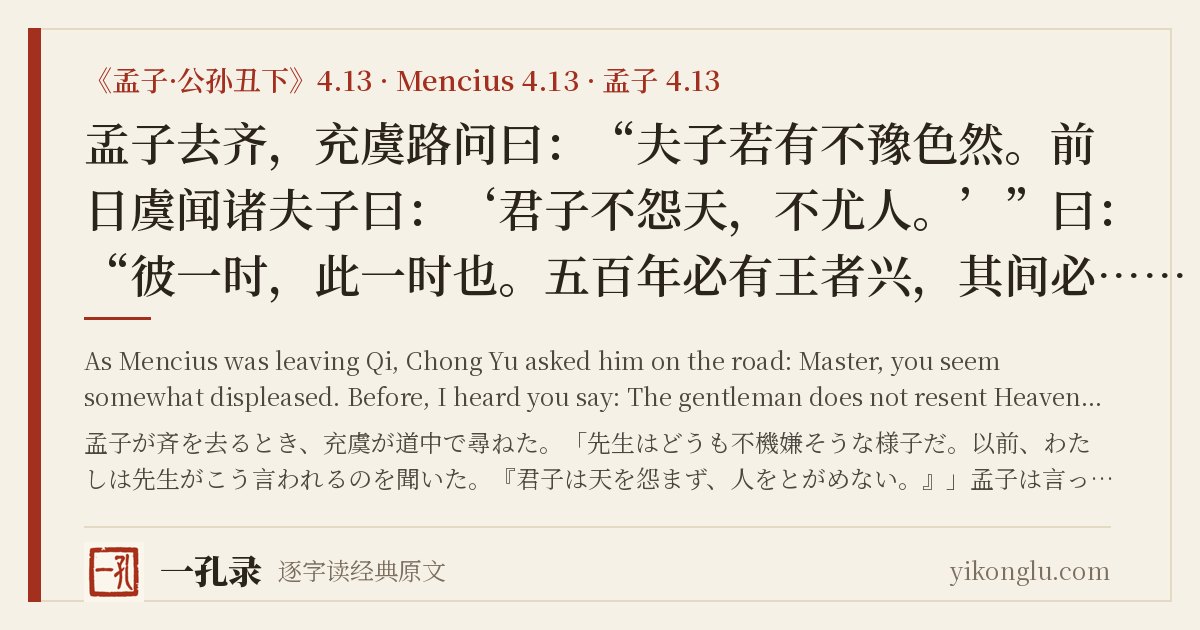 《孟子·公孙丑下》4.13 · Mencius 4.13 · 孟子 4.13
孟子去齐，充虞路问曰：“夫子若有不豫色然。前
日虞闻诸夫子曰：‘君子不怨天，不尤人。’”曰：
“彼一时，此一时也。五百年必有王者兴，其间必……
As Mencius was leaving Qi, Chong Yu asked him on the road: Master, you seem
somewhat displeased. Before, I heard you say: The gentleman does not resent Heaven...
孟子が斉を去るとき、充虞が道中で尋ねた。「先生はどうも不機嫌そうな様子だ。以前、わた
しは先生がこう言われるのを聞いた。『君子は天を怨まず、人をとがめない。』」孟子は言っ…
一孔
一孔录 逐字读经典原文
yikonglu.com